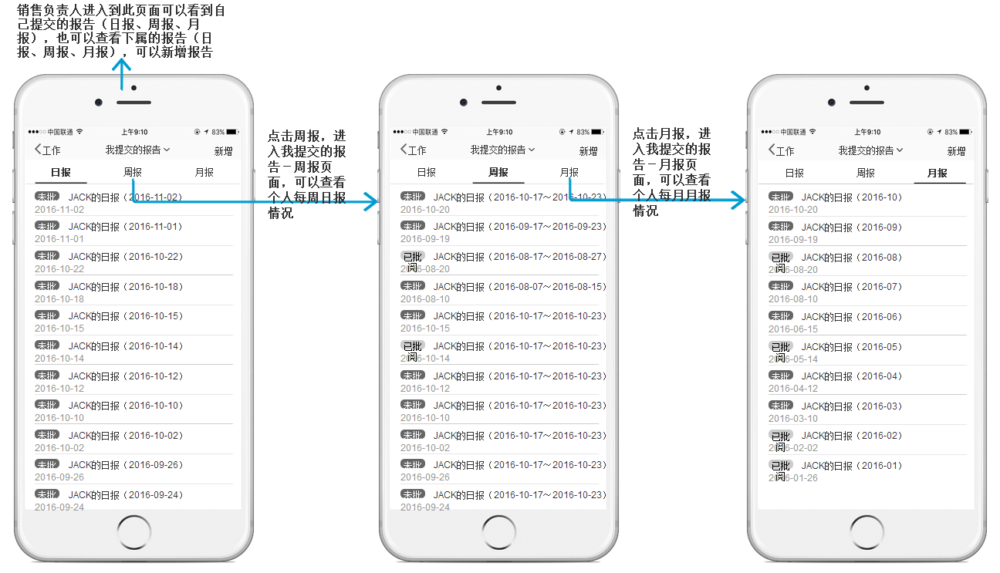 销售负责人进入到此页面可以看到自
己提交的报告（日报、周报、月
报），也可以查看下属的报告（日
报、周报、月报），可以新增报告
中国联通
上午9:10
83%
工作
我提交的报告
新增
日报
周报
月报
未批 JACK的日报（2016-11-02）
2016-11-02
未批 JACK的日报（2016-11-01）
2016-11-01
未批 JACK的日报（2016-10-22）
2016-10-22
未批 JACK的日报（2016-10-18）
2016-10-18
未批 JACK的日报（2016-10-15）
2016-10-15
未批 JACK的日报（2016-10-14）
2016-10-14
未批 JACK的日报（2016-10-12）
2016-10-12
未批 JACK的日报（2016-10-10）
2016-10-10
未批 JACK的日报（2016-10-02）
2016-10-02
未批 JACK的日报（2016-09-26）
2016-09-26
未批 JACK的日报（2016-09-24）
2016-09-24
点击周报，进
入我提交的报
告－周报页
面，可以查看
个人每周日报
情况
中国联通
上午9:10
83%
工作
我提交的报告
新增
日报
周报
月报
未批 JACK的日报（2016-10-17～2016-10-23）
2016-10-20
未批 JACK的日报（2016-09-17～2016-09-23）
2016-09-19
已批阅 JACK的日报（2016-08-17～2016-08-27）
2016-08-20
未批 JACK的日报（2016-08-07～2016-08-15）
2016-08-10
未批 JACK的日报（2016-10-17～2016-10-23）
2016-10-15
已批阅 JACK的日报（2016-10-17～2016-10-23）
2016-10-14
未批 JACK的日报（2016-10-17～2016-10-23）
2016-10-12
未批 JACK的日报（2016-10-17～2016-10-23）
2016-10-10
未批 JACK的日报（2016-10-17～2016-10-23）
2016-10-02
未批 JACK的日报（2016-10-17～2016-10-23）
2016-09-26
未批 JACK的日报（2016-10-17～2016-10-23）
2016-09-24
点击月报，进
入我提交的报
告－月报页
面，可以查看
个人每月月报
情况
中国联通
上午9:10
83%
工作
我提交的报告
新增
日报
周报
月报
未批 JACK的日报（2016-10）
2016-10-20
未批 JACK的日报（2016-09）
2016-09-19
已批阅 JACK的日报（2016-08）
2016-08-20
未批 JACK的日报（2016-07）
2016-08-10
未批 JACK的日报（2016-06）
2016-06-15
已批阅 JACK的日报（2016-05）
2016-05-14
未批 JACK的日报（2016-04）
2016-04-12
未批 JACK的日报（2016-03）
2016-03-10
已批阅 JACK的日报（2016-02）
2016-02-02
已批阅 JACK的日报（2016-01）
2016-01-26